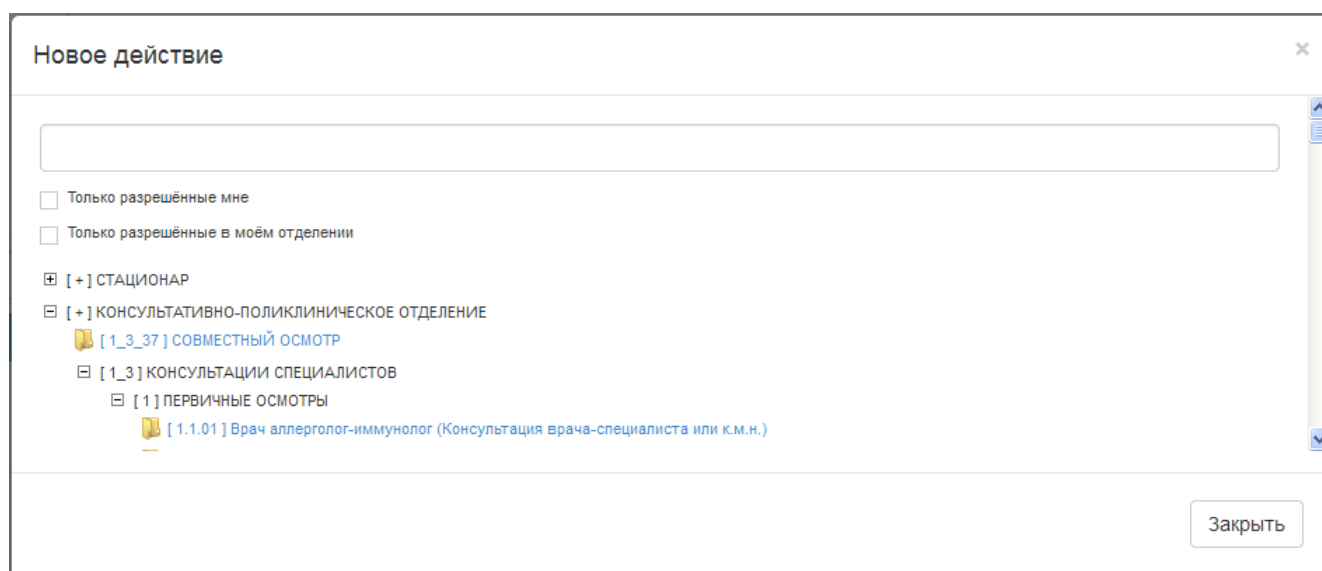 Новое действие
Только разрешённые мне
Только разрешённые в моём отделении
[ + ] СТАЦИОНАР
[ + ] КОНСУЛЬТАТИВНО-ПОЛИКЛИНИЧЕСКОЕ ОТДЕЛЕНИЕ
[ 1_3_37 ] СОВМЕСТНЫЙ ОСМОТР
[ 1_3 ] КОНСУЛЬТАЦИИ СПЕЦИАЛИСТОВ
[ 1 ] ПЕРВИЧНЫЕ ОСМОТРЫ
[ 1.1.01 ] Врач аллерголог-иммунолог (Консультация врача-специалиста или к.м.н.)
Закрыть